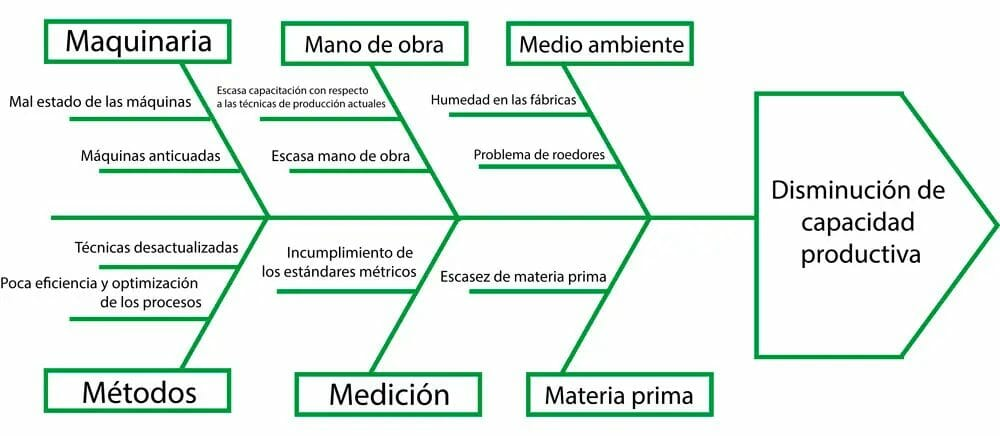 Maquinaria
Mano de obra
Medio ambiente
Mal estado de las máquinas
Escasa capacitación con respecto
a las técnicas de producción actuales
Humedad en las fábricas
Máquinas anticuadas
Escasa mano de obra
Problema de roedores
Disminución de
capacidad
productiva
Técnicas desactualizadas
Poca eficiencia y optimización
de los procesos
Incumplimiento de
los estándares métricos
Escasez de materia prima
Métodos
Medición
Materia prima